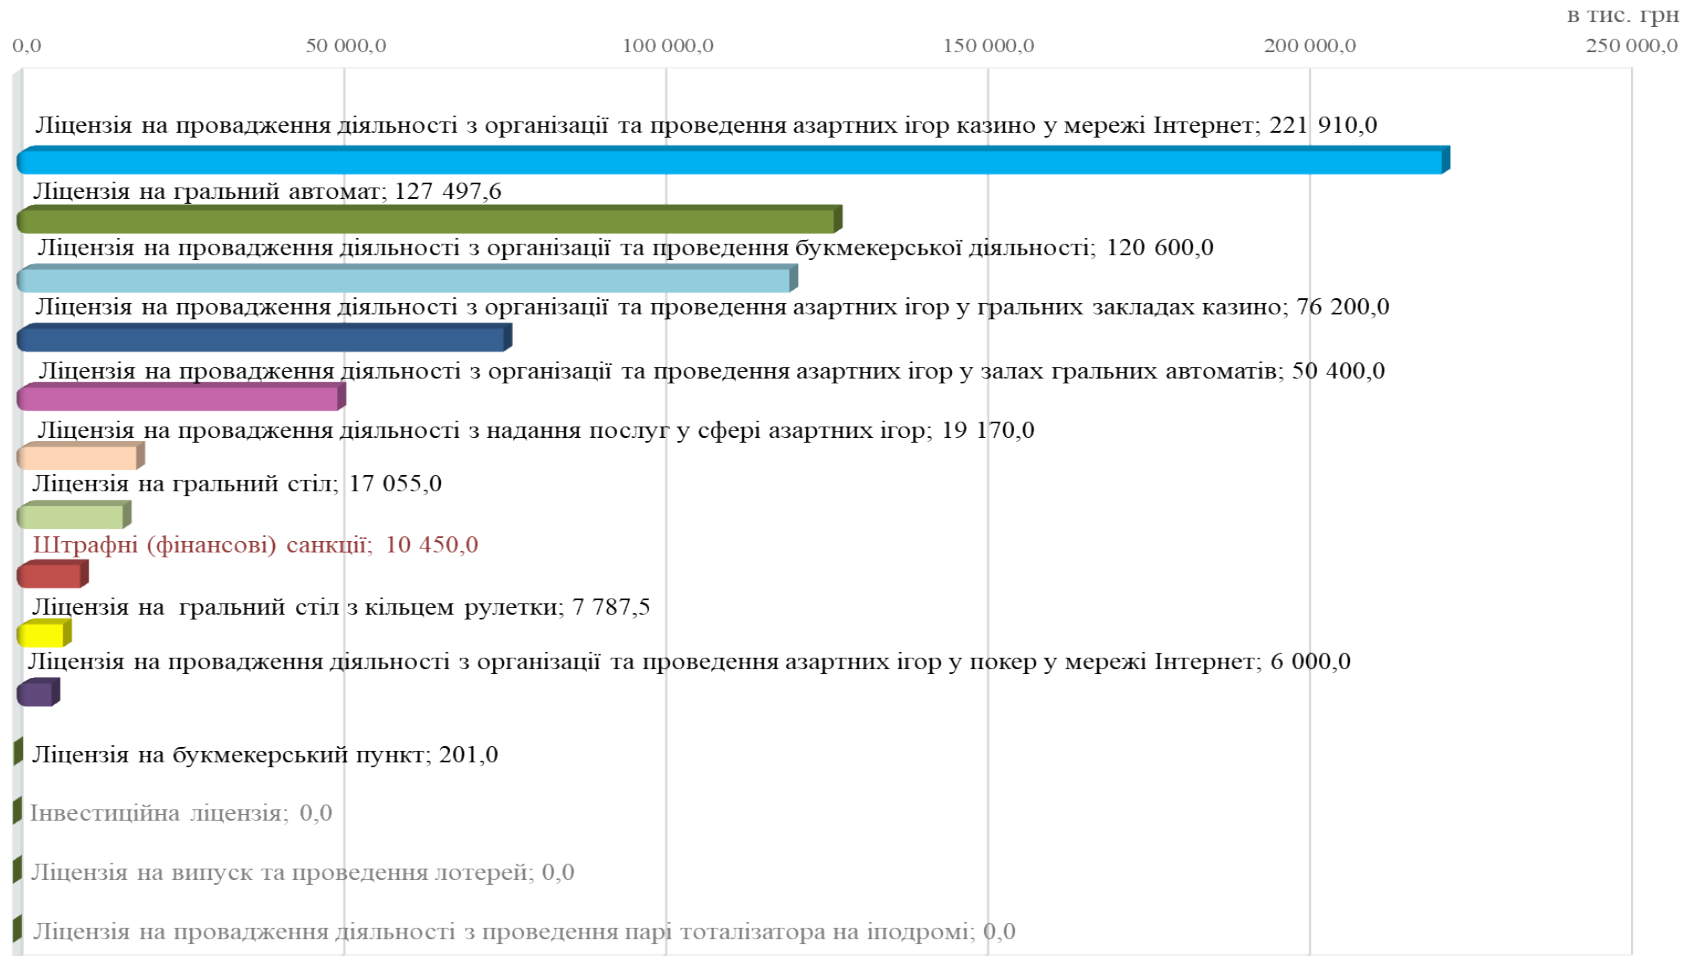 в тис. грн
0,0 50 000,0 100 000,0 150 000,0 200 000,0 250 000,0
Ліцензія на провадження діяльності з організації та проведення азартних ігор казино у мережі Інтернет; 221 910,0
Ліцензія на гральний автомат; 127 497,6
Ліцензія на провадження діяльності з організації та проведення букмекерської діяльності; 120 600,0
Ліцензія на провадження діяльності з організації та проведення азартних ігор у гральних закладах казино; 76 200,0
Ліцензія на провадження діяльності з організації та проведення азартних ігор у залах гральних автоматів; 50 400,0
Ліцензія на провадження діяльності з надання послуг у сфері азартних ігор; 19 170,0
Ліцензія на гральний стіл; 17 055,0
Штрафні (фінансові) санкції; 10 450,0
Ліцензія на гральний стіл з кільцем рулетки; 7 787,5
Ліцензія на провадження діяльності з організації та проведення азартних ігор у покер у мережі Інтернет; 6 000,0
Ліцензія на букмекерський пункт; 201,0
Інвестиційна ліцензія; 0,0
Ліцензія на випуск та проведення лотерей; 0,0
Ліцензія на провадження діяльності з проведення парі тоталізатора на іподромі; 0,0